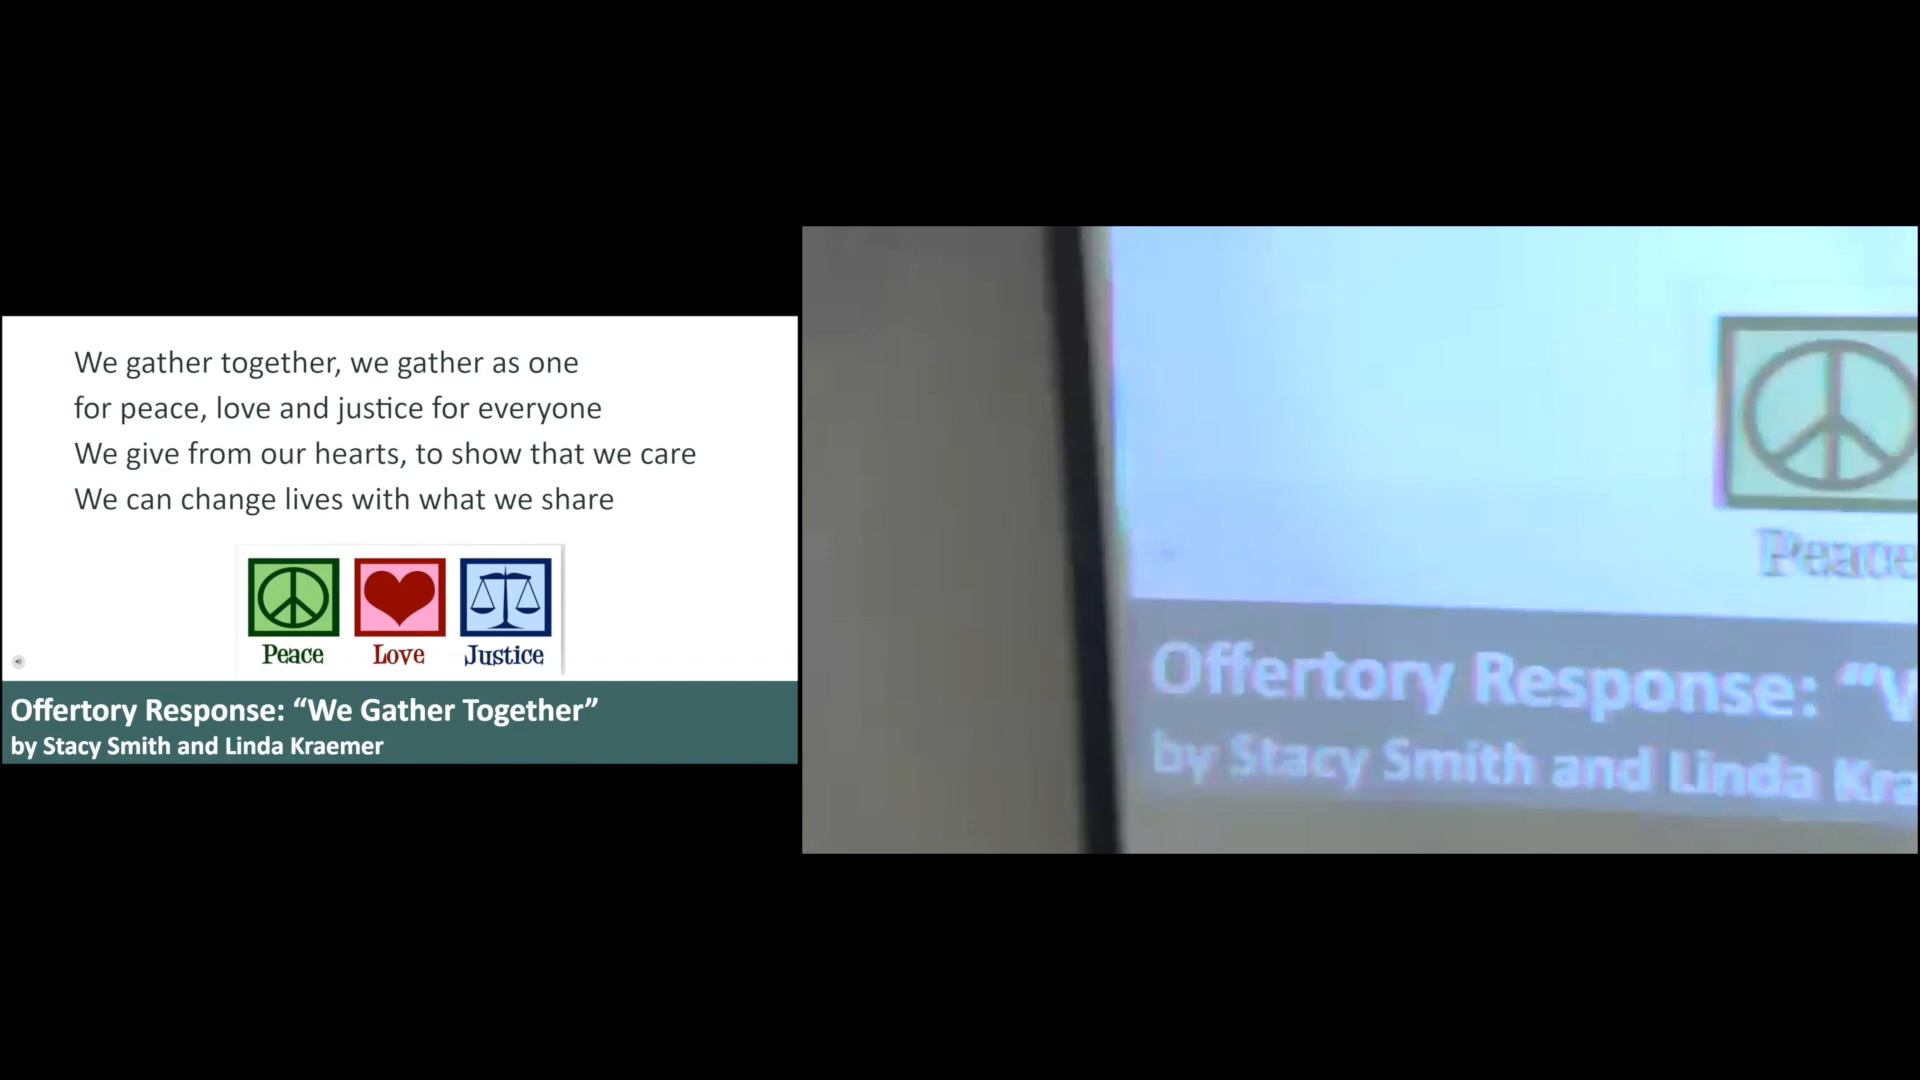 We gather together, we gather as one
for peace, love and justice for everyone
We give from our hearts, to show that we care
We can change lives with what we share
Peace Love Justice
Offertory Response: “We Gather Together”
by Stacy Smith and Linda Kraemer
Peace
Offertory Response: “W
by Stacy Smith and Linda Kra